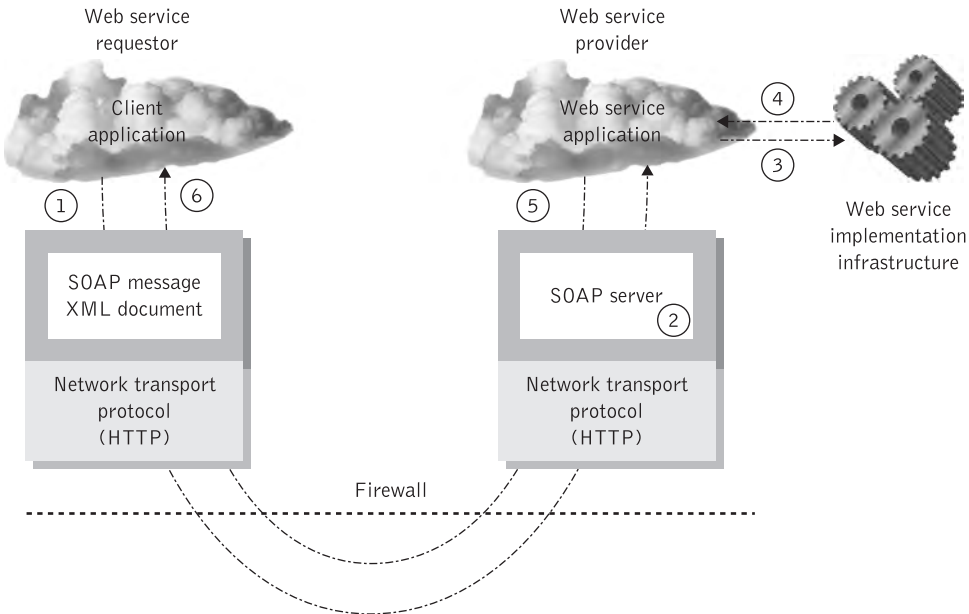 Web service
requestor
Client
application
1
6
SOAP message
XML document
Network transport
protocol
(HTTP)
Web service
provider
Web service
application
4
3
5
Web service
implementation
infrastructure
SOAP server
2
Network transport
protocol
(HTTP)
Firewall